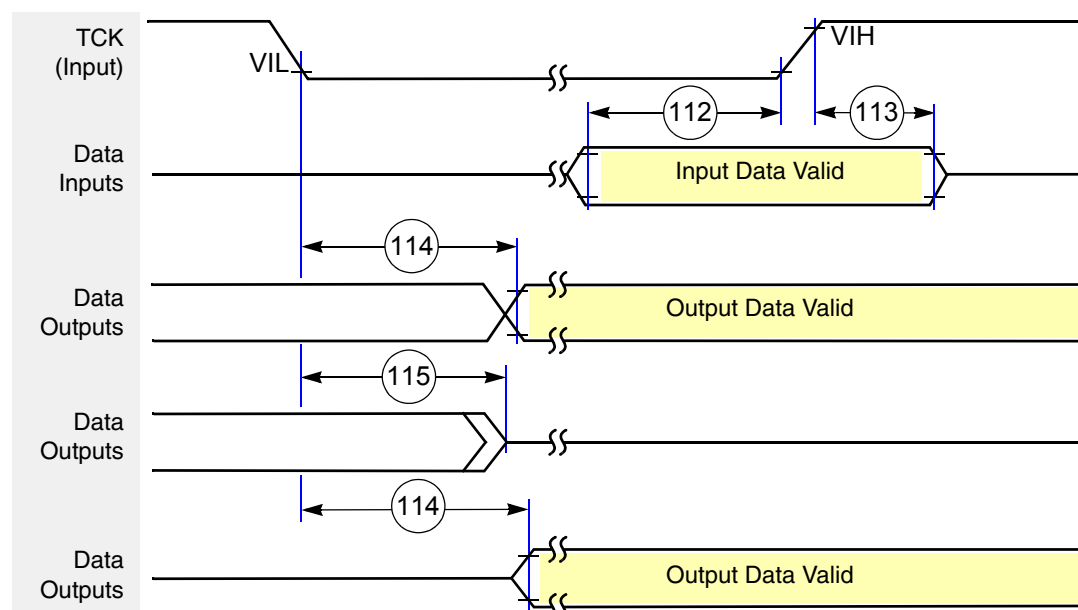 TCK
(Input)
VIL
VIH
112
113
Data
Inputs
Input Data Valid
114
Data
Outputs
Output Data Valid
115
Data
Outputs
114
Data
Outputs
Output Data Valid